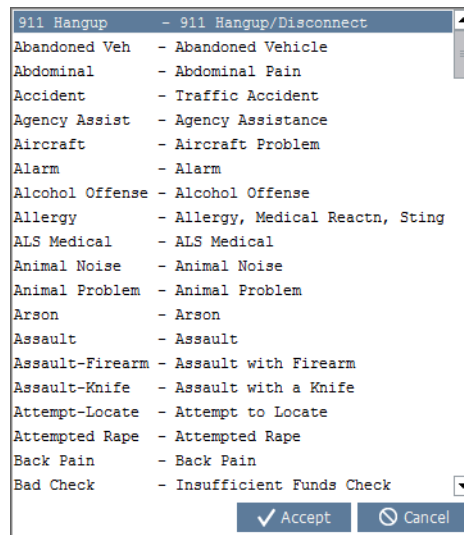 911 Hangup - 911 Hangup/Disconnect
Abandoned Veh - Abandoned Vehicle
Abdominal - Abdominal Pain
Accident - Traffic Accident
Agency Assist - Agency Assistance
Aircraft - Aircraft Problem
Alarm - Alarm
Alcohol Offense - Alcohol Offense
Allergy - Allergy, Medical Reactn, Sting
ALS Medical - ALS Medical
Animal Noise - Animal Noise
Animal Problem - Animal Problem
Arson - Arson
Assault - Assault
Assault-Firearm - Assault with Firearm
Assault-Knife - Assault with a Knife
Attempt-Locate - Attempt to Locate
Attempted Rape - Attempted Rape
Back Pain - Back Pain
Bad Check - Insufficient Funds Check
Accept Cancel